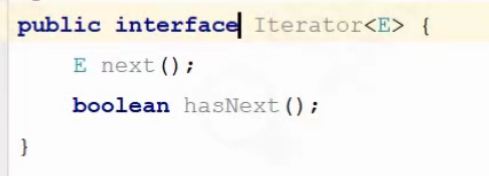 public interface Iterator<E> {
E next();
boolean hasNext();
}